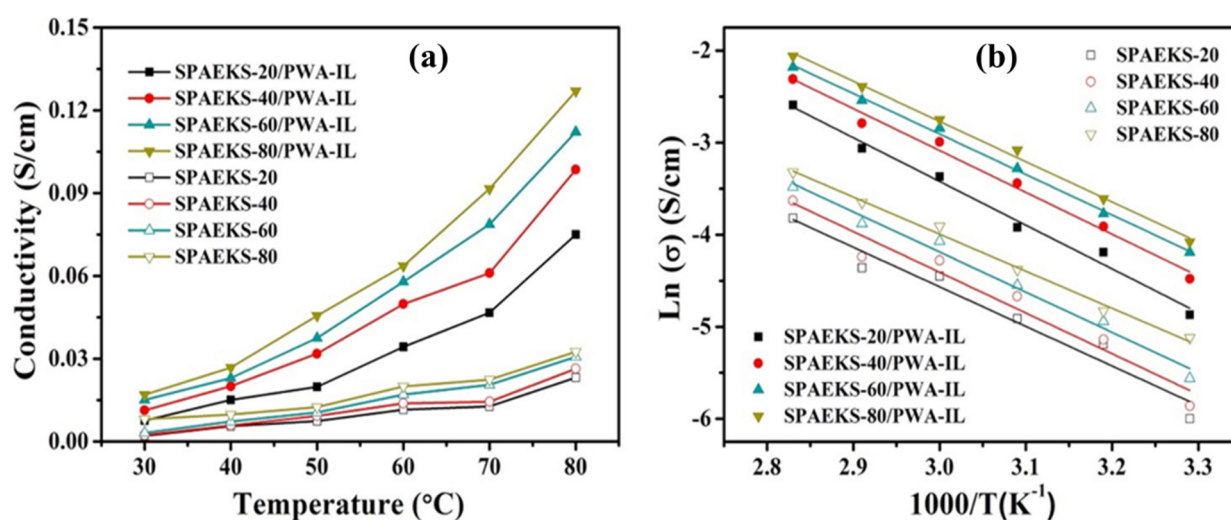 (a)
Conductivity (S/cm)
0.15
0.12
0.09
0.06
0.03
0.00
SPAEKS-20/PWA-IL
SPAEKS-40/PWA-IL
SPAEKS-60/PWA-IL
SPAEKS-80/PWA-IL
SPAEKS-20
SPAEKS-40
SPAEKS-60
SPAEKS-80
30 40 50 60 70 80
Temperature (°C)
(b)
Ln (σ) (S/cm)
-2
-3
-4
-5
-6
SPAEKS-20
SPAEKS-40
SPAEKS-60
SPAEKS-80
SPAEKS-20/PWA-IL
SPAEKS-40/PWA-IL
SPAEKS-60/PWA-IL
SPAEKS-80/PWA-IL
2.8 2.9 3.0 3.1 3.2 3.3
1000/T(K⁻¹)